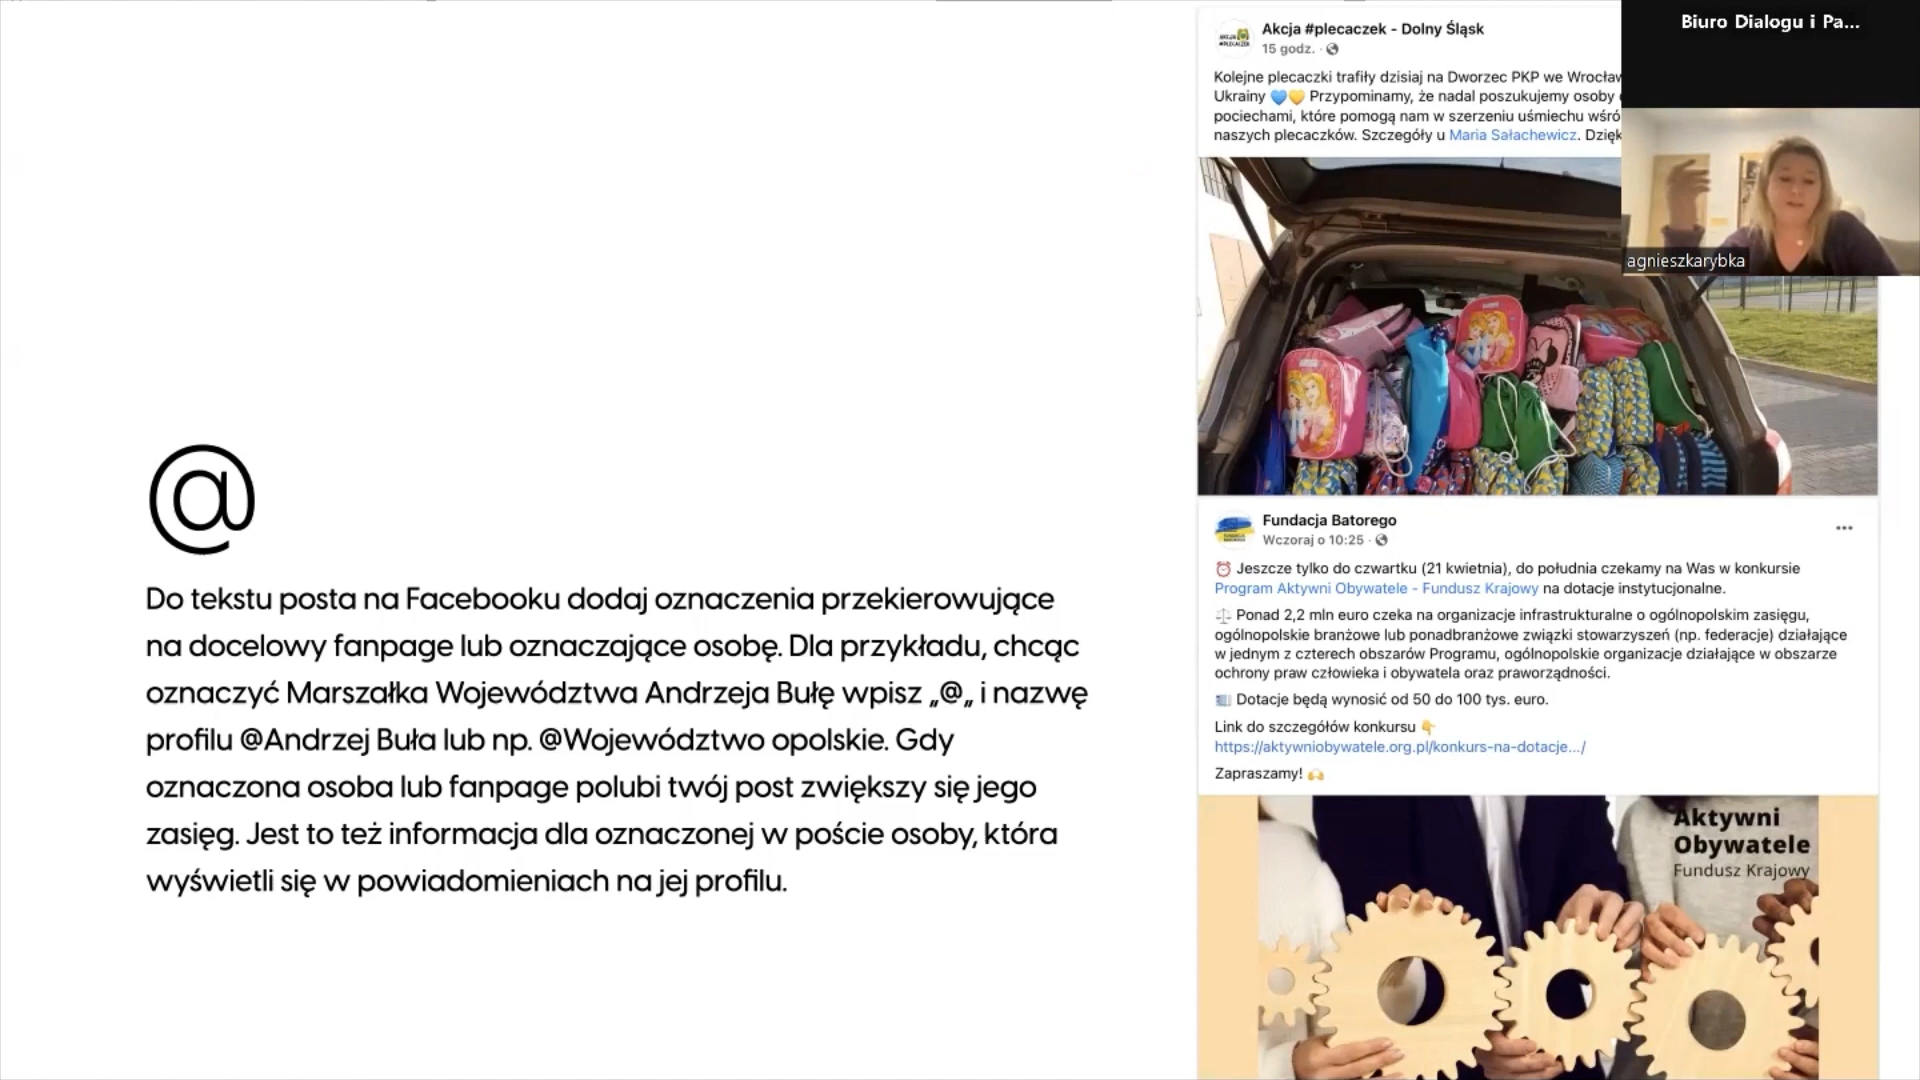 @
Do tekstu posta na Facebooku dodaj oznaczenia przekierowujące
na docelowy fanpage lub oznaczające osobę. Dla przykładu, chcąc
oznaczyć Marszałka Województwa Andrzeja Bułę wpisz „@„ i nazwę
profilu @Andrzej Buła lub np. @Województwo opolskie. Gdy
oznaczona osoba lub fanpage polubi twój post zwiększy się jego
zasięg. Jest to też informacja dla oznaczonej w poście osoby, która
wyświetli się w powiadomieniach na jej profilu.
Akcja #plecaczek - Dolny Śląsk
15 godz. ·
Kolejne plecaczki trafiły dzisiaj na Dworzec PKP we Wrocław
Ukrainy 💙💛 Przypominamy, że nadal poszukujemy osoby
pociechami, które pomogą nam w szerzeniu uśmiechu wśró
naszych plecaczków. Szczegóły u Maria Sałachewicz. Dzięk
Biuro Dialogu i Pa...
agnieszkarybka
Fundacja Batorego
Wczoraj o 10:25 ·
⏰ Jeszcze tylko do czwartku (21 kwietnia), do południa czekamy na Was w konkursie
Program Aktywni Obywatele - Fundusz Krajowy na dotacje instytucjonalne.
⚖️ Ponad 2,2 mln euro czeka na organizacje infrastrukturalne o ogólnopolskim zasięgu,
ogólnopolskie branżowe lub ponadbranżowe związki stowarzyszeń (np. federacje) działające
w jednym z czterech obszarów Programu, ogólnopolskie organizacje działające w obszarze
ochrony praw człowieka i obywatela oraz praworządności.
💶 Dotacje będą wynosić od 50 do 100 tys. euro.
Link do szczegółów konkursu 👇
https://aktywniobywatele.org.pl/konkurs-na-dotacje.../
Zapraszamy! 🙌
Aktywni
Obywatele
Fundusz Krajowy